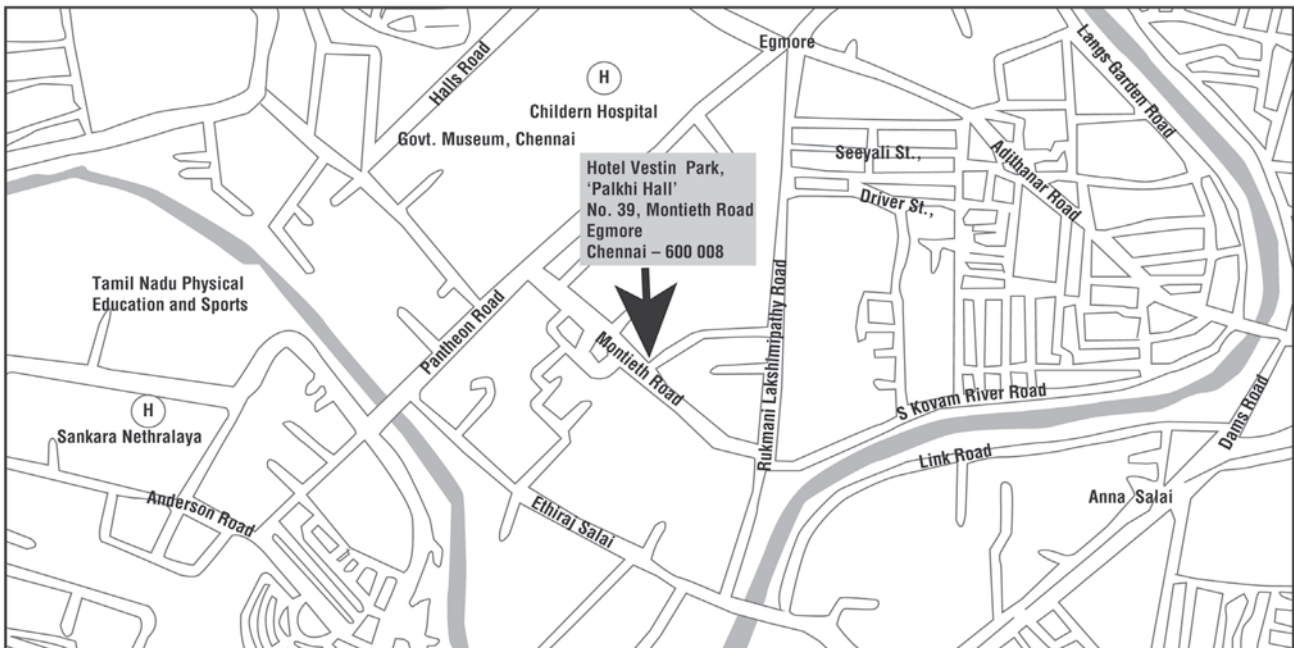 Egmore
Halls Road
Langs Garden Road
H
Childern Hospital
Govt. Museum, Chennai
Seeyali St.,
Adithanar Road
Hotel Vestin Park,
‘Palkhi Hall’
No. 39, Montieth Road
Egmore
Chennai – 600 008
Driver St.,
Tamil Nadu Physical
Education and Sports
Pantheon Road
Montieth Road
Rukmani Lakshimipathy Road
S Kovam River Road
Dams Road
H
Sankara Nethralaya
Link Road
Anderson Road
Ethiraj Salai
Anna Salai